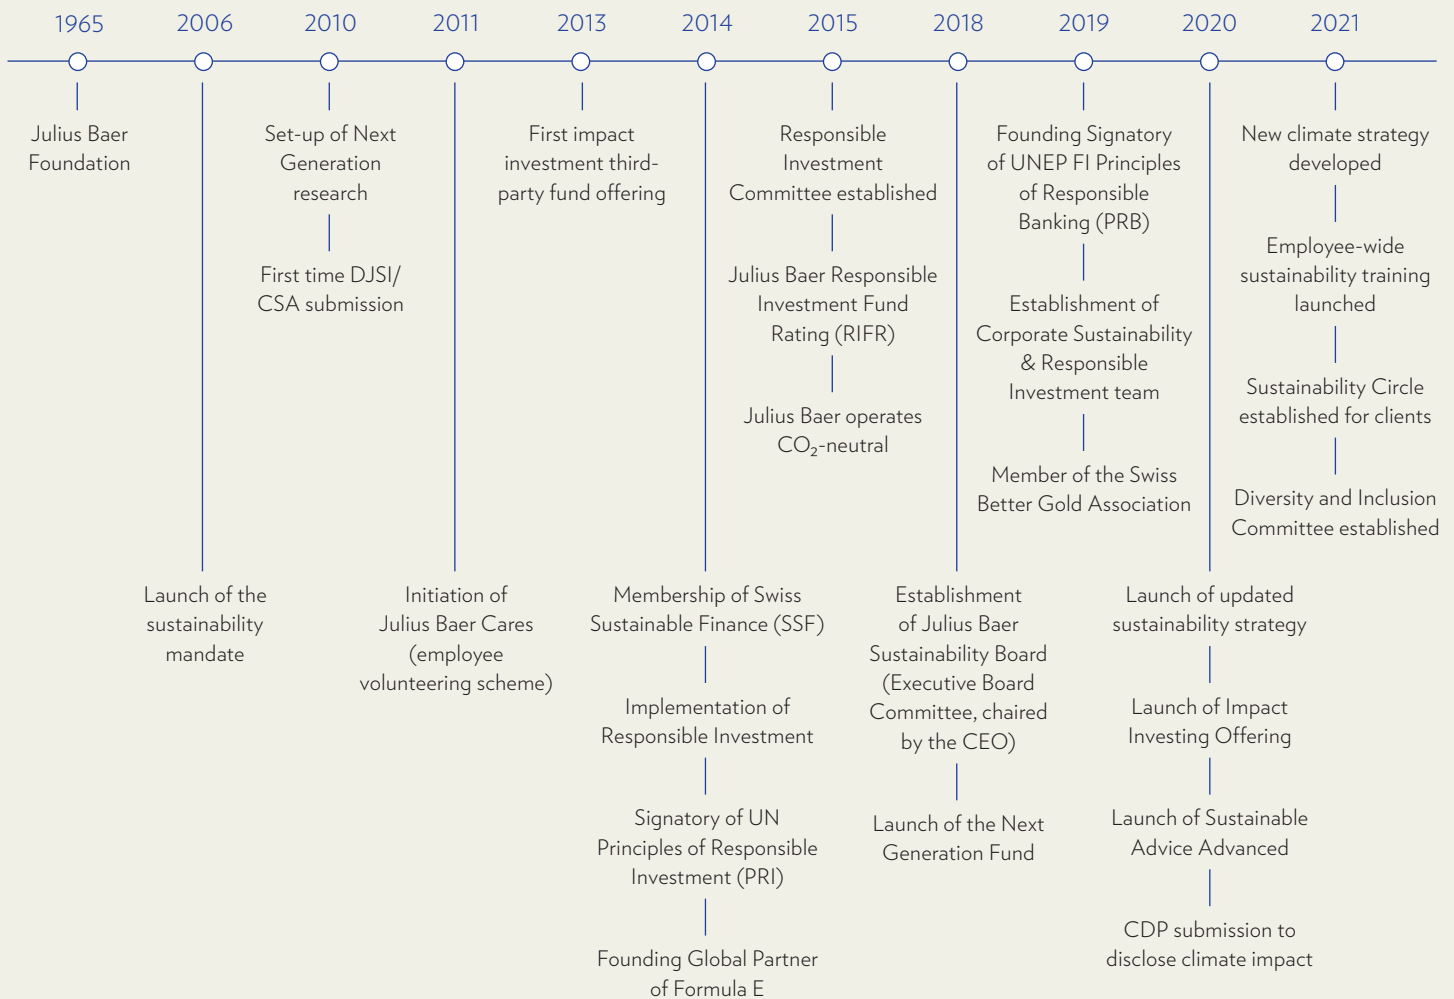 1965
2006
2010
2011
2013
2014
2015
2018
2019
2020
2021
Julius Baer
Foundation
Launch of the
sustainability
mandate
Set-up of Next
Generation
research
First time DJSI/
CSA submission
Initiation of
Julius Baer Cares
(employee
volunteering scheme)
First impact
investment third-
party fund offering
Membership of Swiss
Sustainable Finance (SSF)
Implementation of
Responsible Investment
Signatory of UN
Principles of Responsible
Investment (PRI)
Founding Global Partner
of Formula E
Responsible
Investment
Committee established
Julius Baer Responsible
Investment Fund
Rating (RIFR)
Julius Baer operates
CO₂-neutral
Establishment
of Julius Baer
Sustainability Board
(Executive Board
Committee, chaired
by the CEO)
Launch of the Next
Generation Fund
Founding Signatory
of UNEP FI Principles
of Responsible
Banking (PRB)
Establishment of
Corporate Sustainability
& Responsible
Investment team
Member of the Swiss
Better Gold Association
Launch of updated
sustainability strategy
Launch of Impact
Investing Offering
Launch of Sustainable
Advice Advanced
CDP submission to
disclose climate impact
New climate strategy
developed
Employee-wide
sustainability training
launched
Sustainability Circle
established for clients
Diversity and Inclusion
Committee established